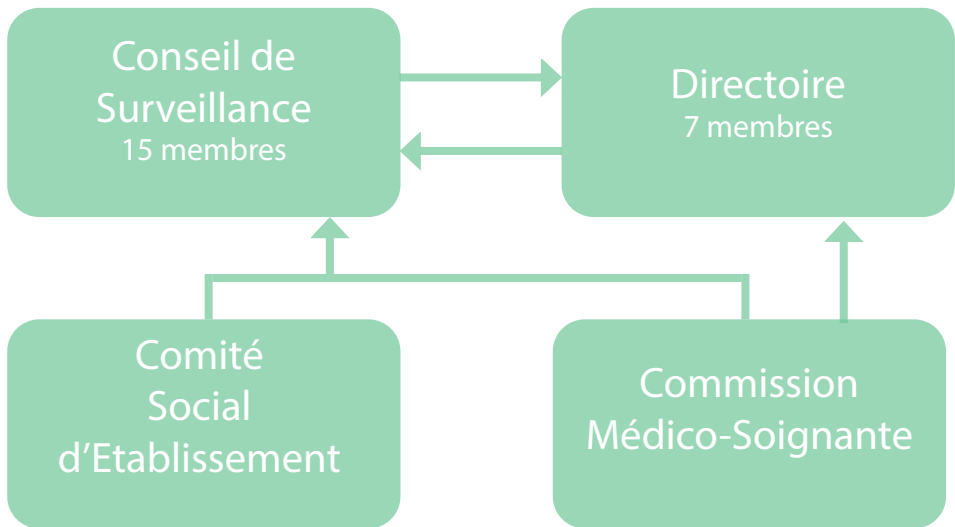 Conseil de
Surveillance
15 membres
Directoire
7 membres
Comité
Social
d'Etablissement
Commission
Médico-Soignante